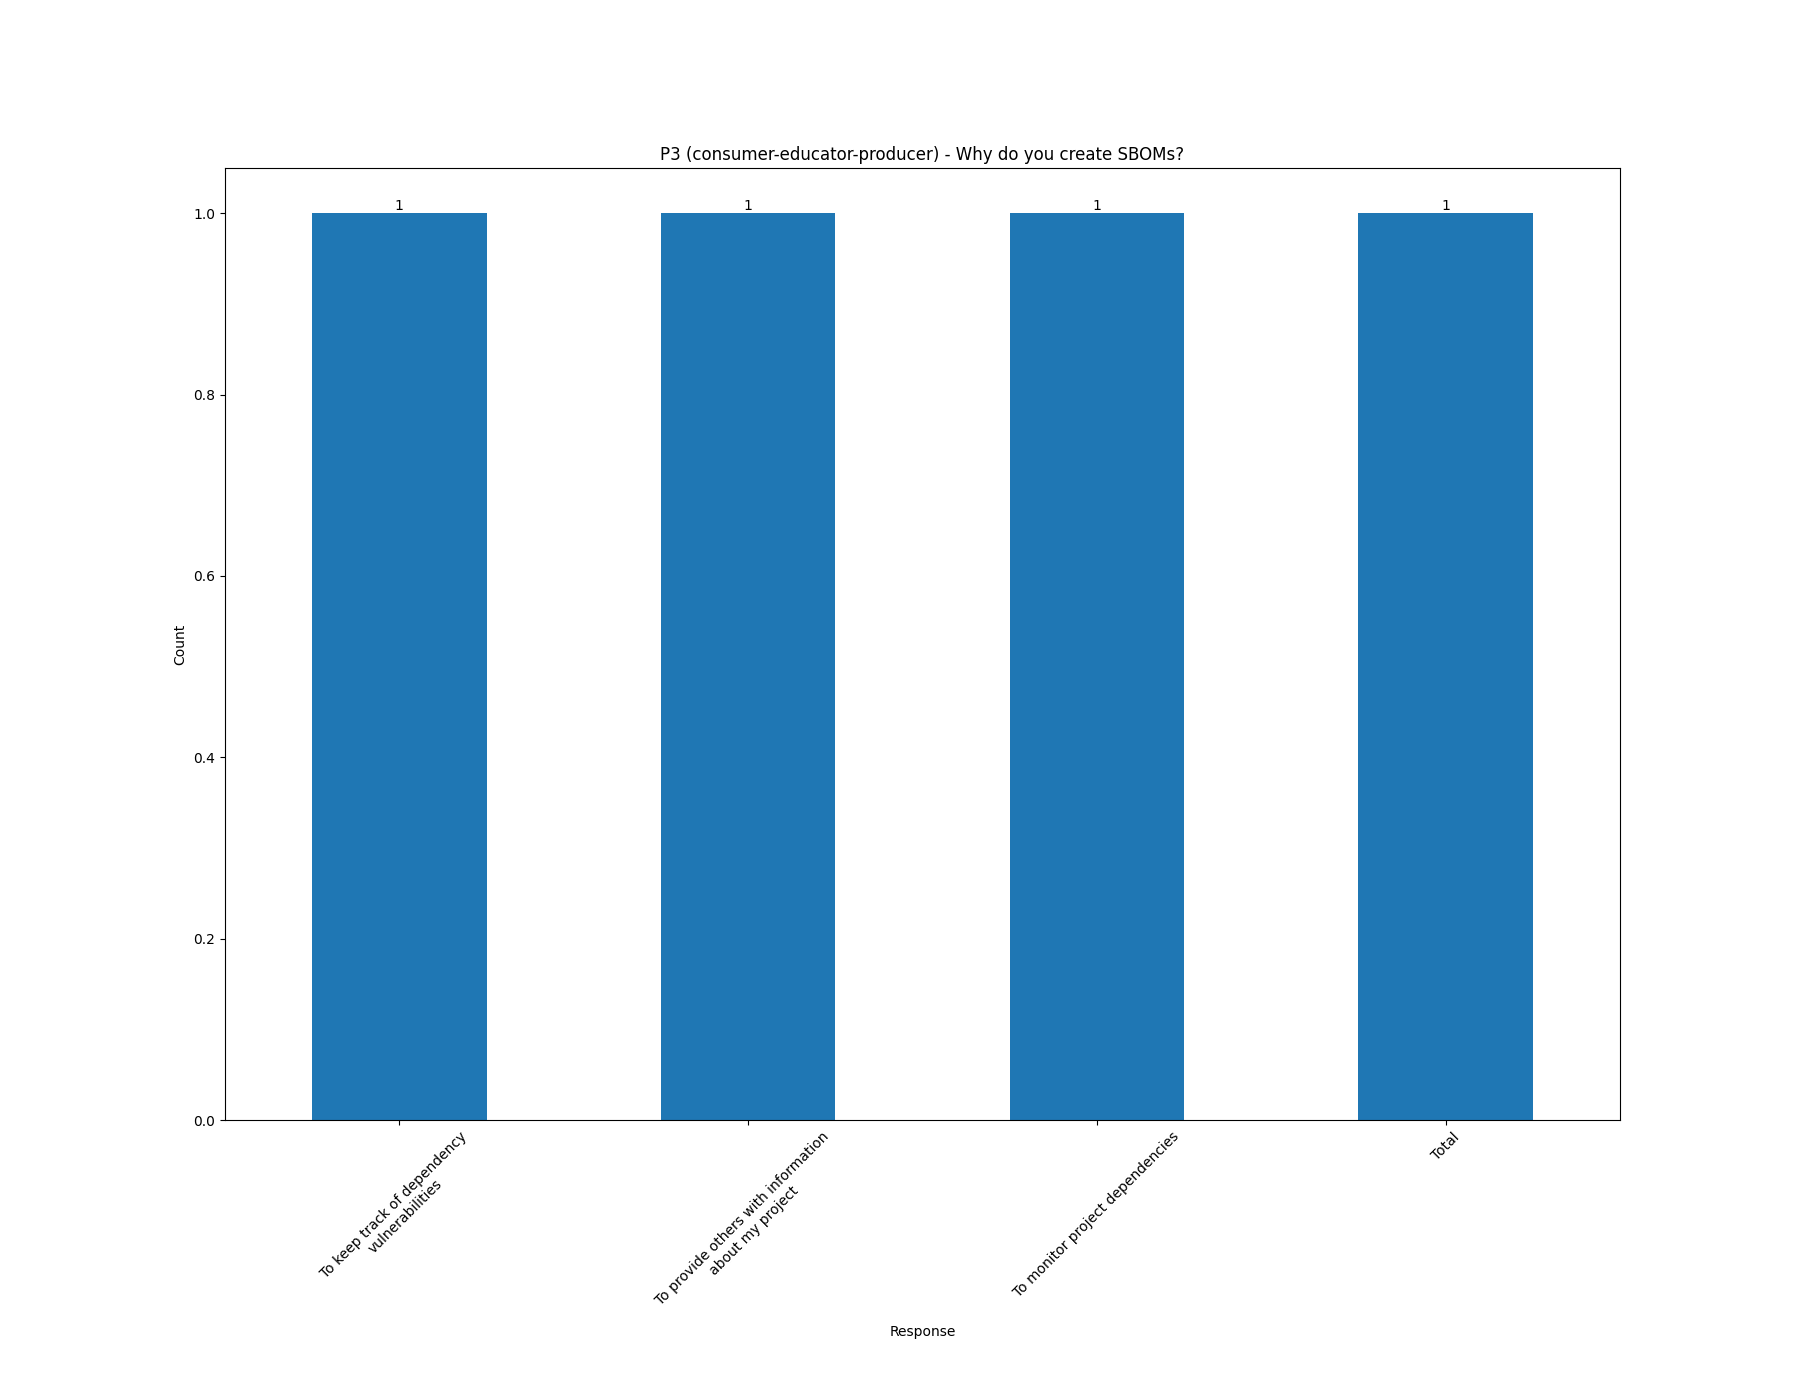 P3 (consumer-educator-producer) - Why do you create SBOMs?
1
1
1
1
1.0
0.8
0.6
0.4
0.2
0.0
Count
To keep track of dependency
vulnerabilities
To provide others with information
about my project
To monitor project dependencies
Total
Response